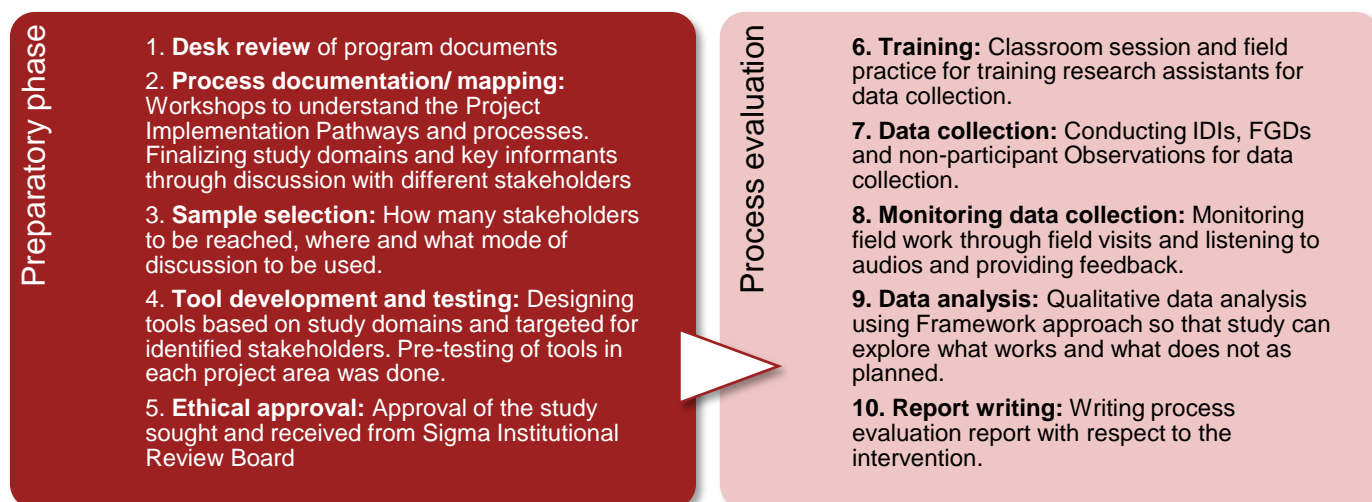 Preparatory phase
1. Desk review of program documents
2. Process documentation/ mapping:
Workshops to understand the Project
Implementation Pathways and processes.
Finalizing study domains and key informants
through discussion with different stakeholders
3. Sample selection: How many stakeholders
to be reached, where and what mode of
discussion to be used.
4. Tool development and testing: Designing
tools based on study domains and targeted for
identified stakeholders. Pre-testing of tools in
each project area was done.
5. Ethical approval: Approval of the study
sought and received from Sigma Institutional
Review Board
Process evaluation
6. Training: Classroom session and field
practice for training research assistants for
data collection.
7. Data collection: Conducting IDIs, FGDs
and non-participant Observations for data
collection.
8. Monitoring data collection: Monitoring
field work through field visits and listening to
audios and providing feedback.
9. Data analysis: Qualitative data analysis
using Framework approach so that study can
explore what works and what does not as
planned.
10. Report writing: Writing process
evaluation report with respect to the
intervention.